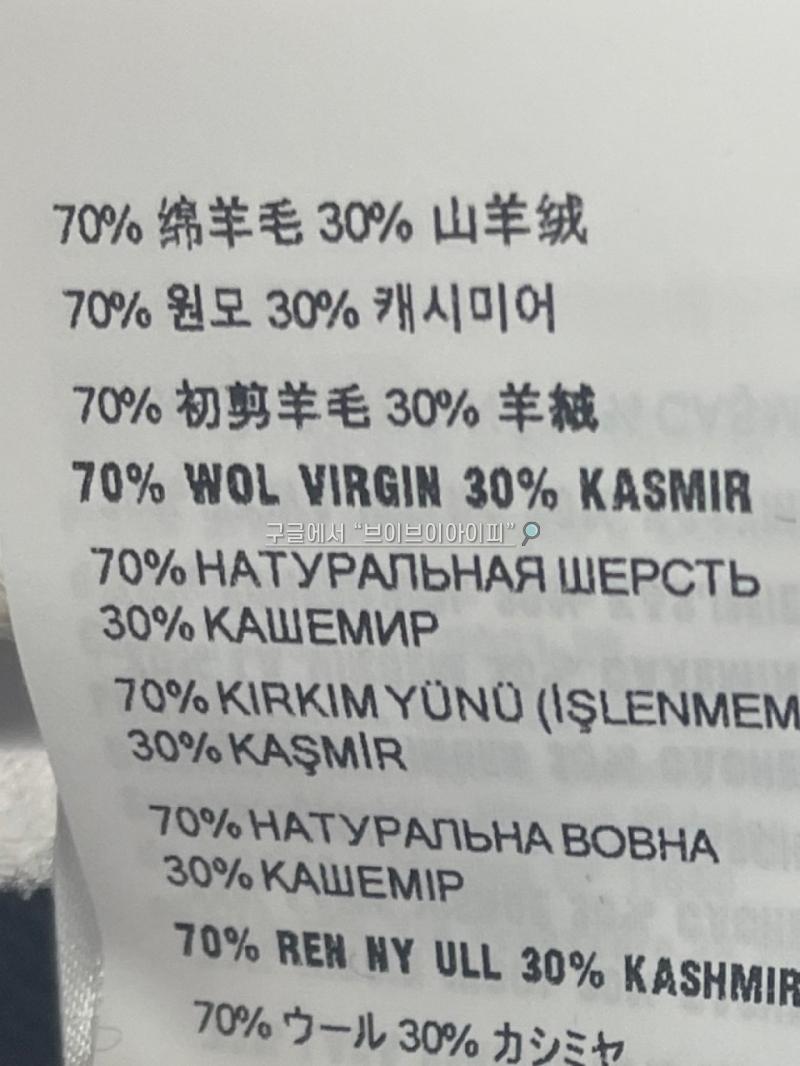 70% 绵羊毛 30% 山羊绒
70% 원모 30% 캐시미어
70% 初剪羊毛 30% 羊絨
70% WOL VIRGIN 30% KASMIR
구글에서 “브이브이아이피”
70% НАТУРАЛЬНАЯ ШЕРСТЬ
30% КАШЕМИР
70% KIRKIM YÜNÜ (İŞLENMEM
30% KAŞMİR
70% НАТУРАЛЬНА ВОВНА
30% КАШЕМІР
70% REN NY ULL 30% KASHMIR
70% ウール 30% カシミヤ